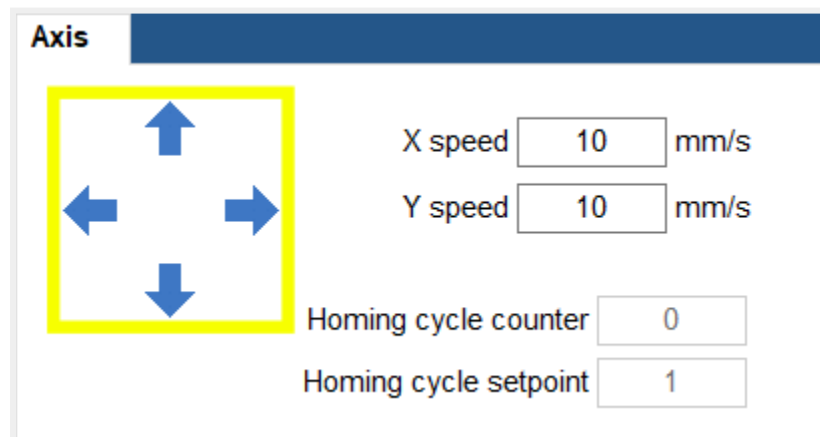 Axis
X speed 10 mm/s
Y speed 10 mm/s
Homing cycle counter 0
Homing cycle setpoint 1